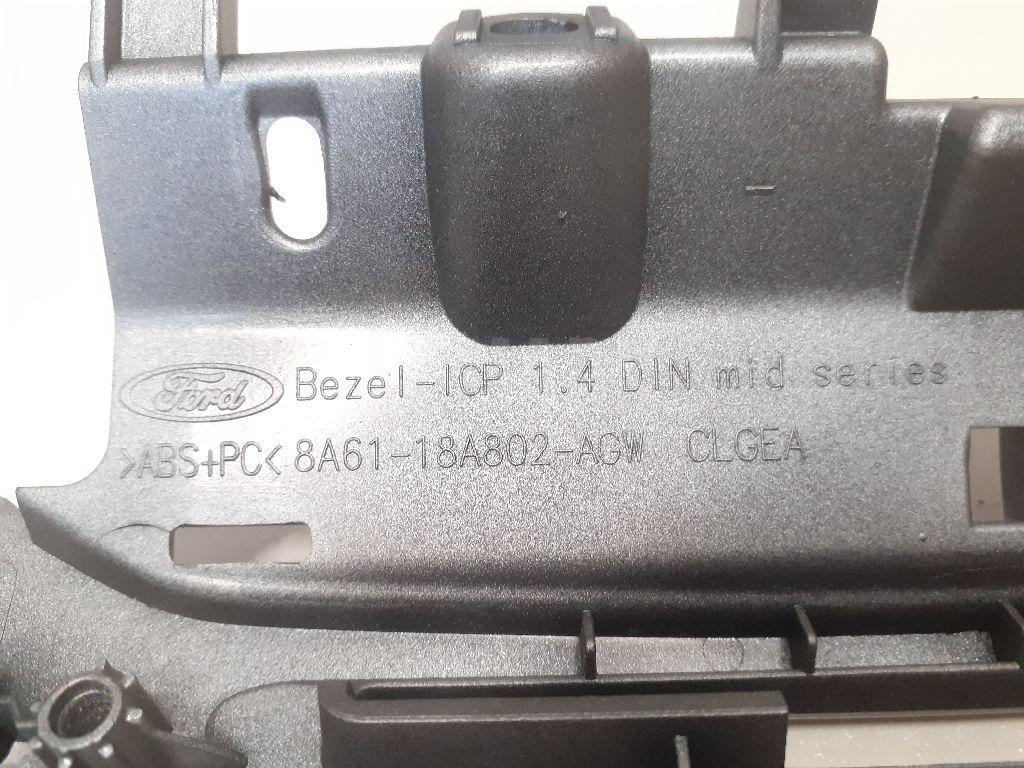 Ford Bezel-ICP 1.4 DIN mid series
>ABS+PC< 8A61-18A802-AGW CLGEA